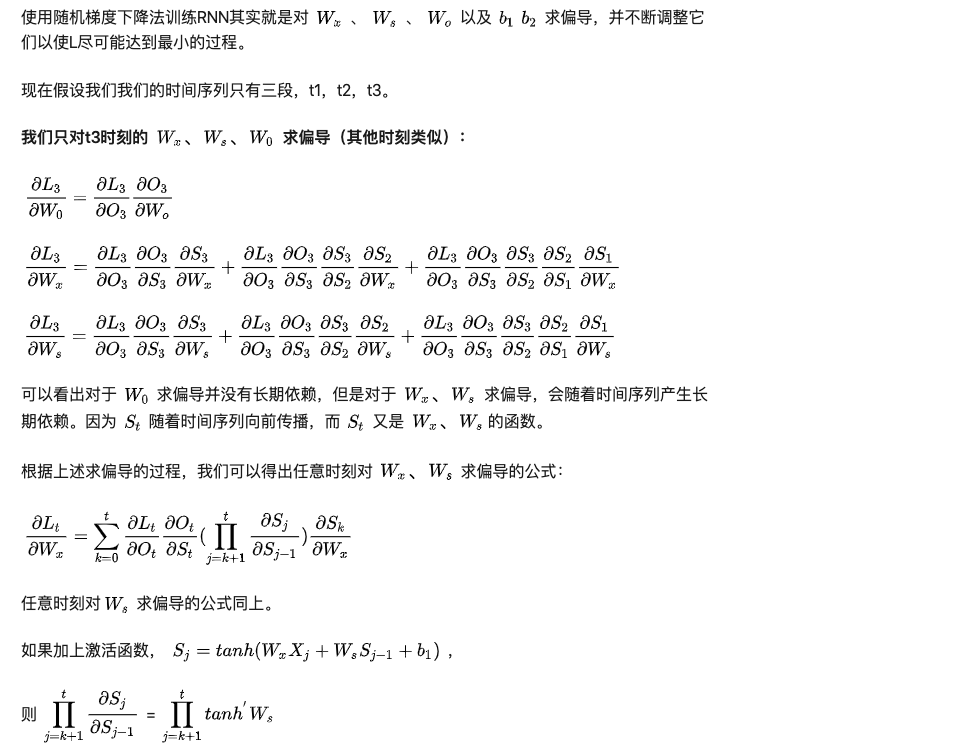 使用随机梯度下降法训练RNN其实就是对 $W_x$ 、 $W_s$ 、 $W_o$ 以及 $b_1$ $b_2$ 求偏导，并不断调整它
们以使L尽可能达到最小的过程。
现在假设我们我们的时间序列只有三段，t1，t2，t3。
我们只对t3时刻的 $W_x$、 $W_s$、 $W_0$ 求偏导（其他时刻类似）：
$\frac{\partial L_3}{\partial W_0} = \frac{\partial L_3}{\partial O_3} \frac{\partial O_3}{\partial W_o}$
$\frac{\partial L_3}{\partial W_x} = \frac{\partial L_3}{\partial O_3} \frac{\partial O_3}{\partial S_3} \frac{\partial S_3}{\partial W_x} + \frac{\partial L_3}{\partial O_3} \frac{\partial O_3}{\partial S_3} \frac{\partial S_3}{\partial S_2} \frac{\partial S_2}{\partial W_x} + \frac{\partial L_3}{\partial O_3} \frac{\partial O_3}{\partial S_3} \frac{\partial S_3}{\partial S_2} \frac{\partial S_2}{\partial S_1} \frac{\partial S_1}{\partial W_x}$
$\frac{\partial L_3}{\partial W_s} = \frac{\partial L_3}{\partial O_3} \frac{\partial O_3}{\partial S_3} \frac{\partial S_3}{\partial W_s} + \frac{\partial L_3}{\partial O_3} \frac{\partial O_3}{\partial S_3} \frac{\partial S_3}{\partial S_2} \frac{\partial S_2}{\partial W_s} + \frac{\partial L_3}{\partial O_3} \frac{\partial O_3}{\partial S_3} \frac{\partial S_3}{\partial S_2} \frac{\partial S_2}{\partial S_1} \frac{\partial S_1}{\partial W_s}$
可以看出对于 $W_0$ 求偏导并没有长期依赖，但是对于 $W_x$、 $W_s$ 求偏导，会随着时间序列产生长
期依赖。因为 $S_t$ 随着时间序列向前传播，而 $S_t$ 又是 $W_x$、 $W_s$ 的函数。
根据上述求偏导的过程，我们可以得出任意时刻对 $W_x$、 $W_s$ 求偏导的公式：
$\frac{\partial L_t}{\partial W_x} = \sum_{k=0}^{t} \frac{\partial L_t}{\partial O_t} \frac{\partial O_t}{\partial S_t} ( \prod_{j=k+1}^{t} \frac{\partial S_j}{\partial S_{j-1}} ) \frac{\partial S_k}{\partial W_x}$
任意时刻对 $W_s$ 求偏导的公式同上。
如果加上激活函数， $S_j = tanh(W_x X_j + W_s S_{j-1} + b_1)$ ，
则 $\prod_{j=k+1}^{t} \frac{\partial S_j}{\partial S_{j-1}}$ = $\prod_{j=k+1}^{t} tanh' W_s$